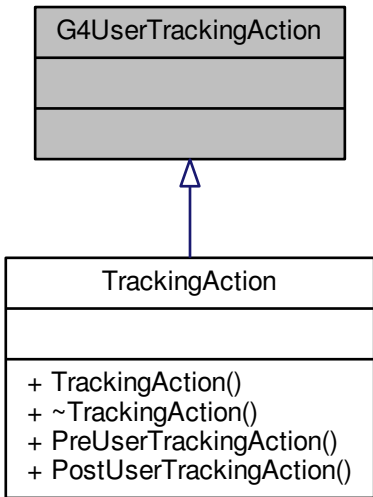 G4UserTrackingAction
TrackingAction
+ TrackingAction()
+ ~TrackingAction()
+ PreUserTrackingAction()
+ PostUserTrackingAction()